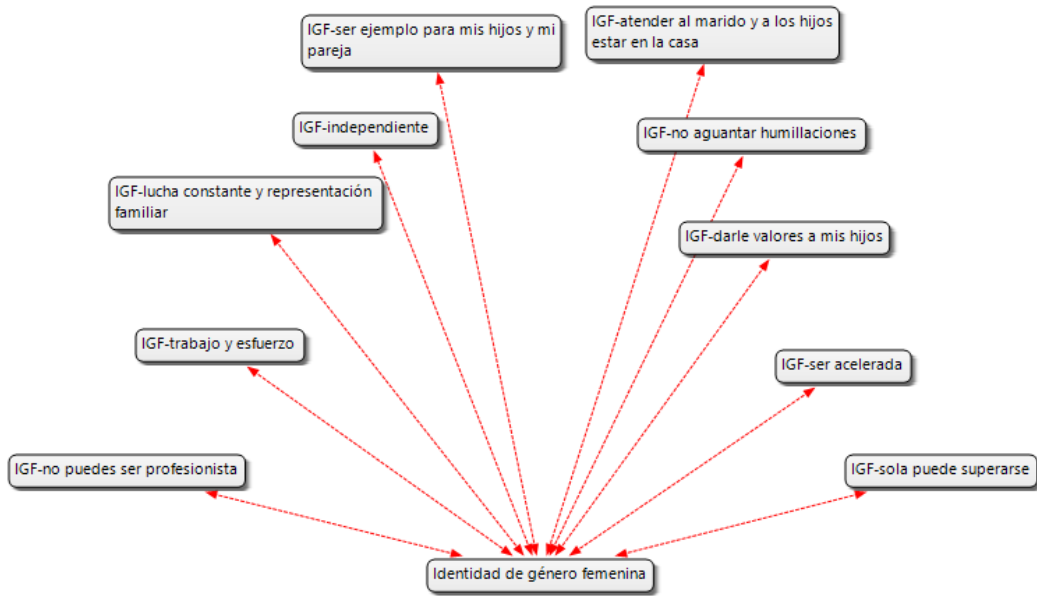 IGF-ser ejemplo para mis hijos y mi
pareja
IGF-atender al marido y a los hijos
estar en la casa
IGF-independiente
IGF-no aguantar humillaciones
IGF-lucha constante y representación
familiar
IGF-darle valores a mis hijos
IGF-trabajo y esfuerzo
IGF-ser acelerada
IGF-no puedes ser profesionista
IGF-sola puede superarse
Identidad de género femenina